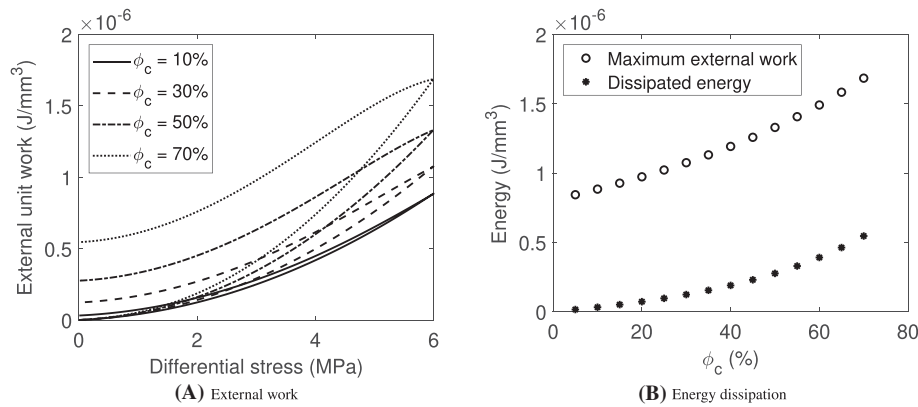 ×10⁻⁶
2
1.5
1
0.5
0
External unit work (J/mm³)
ϕc = 10%
ϕc = 30%
ϕc = 50%
ϕc = 70%
0 2 4 6
Differential stress (MPa)
(A) External work
×10⁻⁶
2
1.5
1
0.5
0
Energy (J/mm³)
Maximum external work
Dissipated energy
0 20 40 60 80
ϕc (%)
(B) Energy dissipation